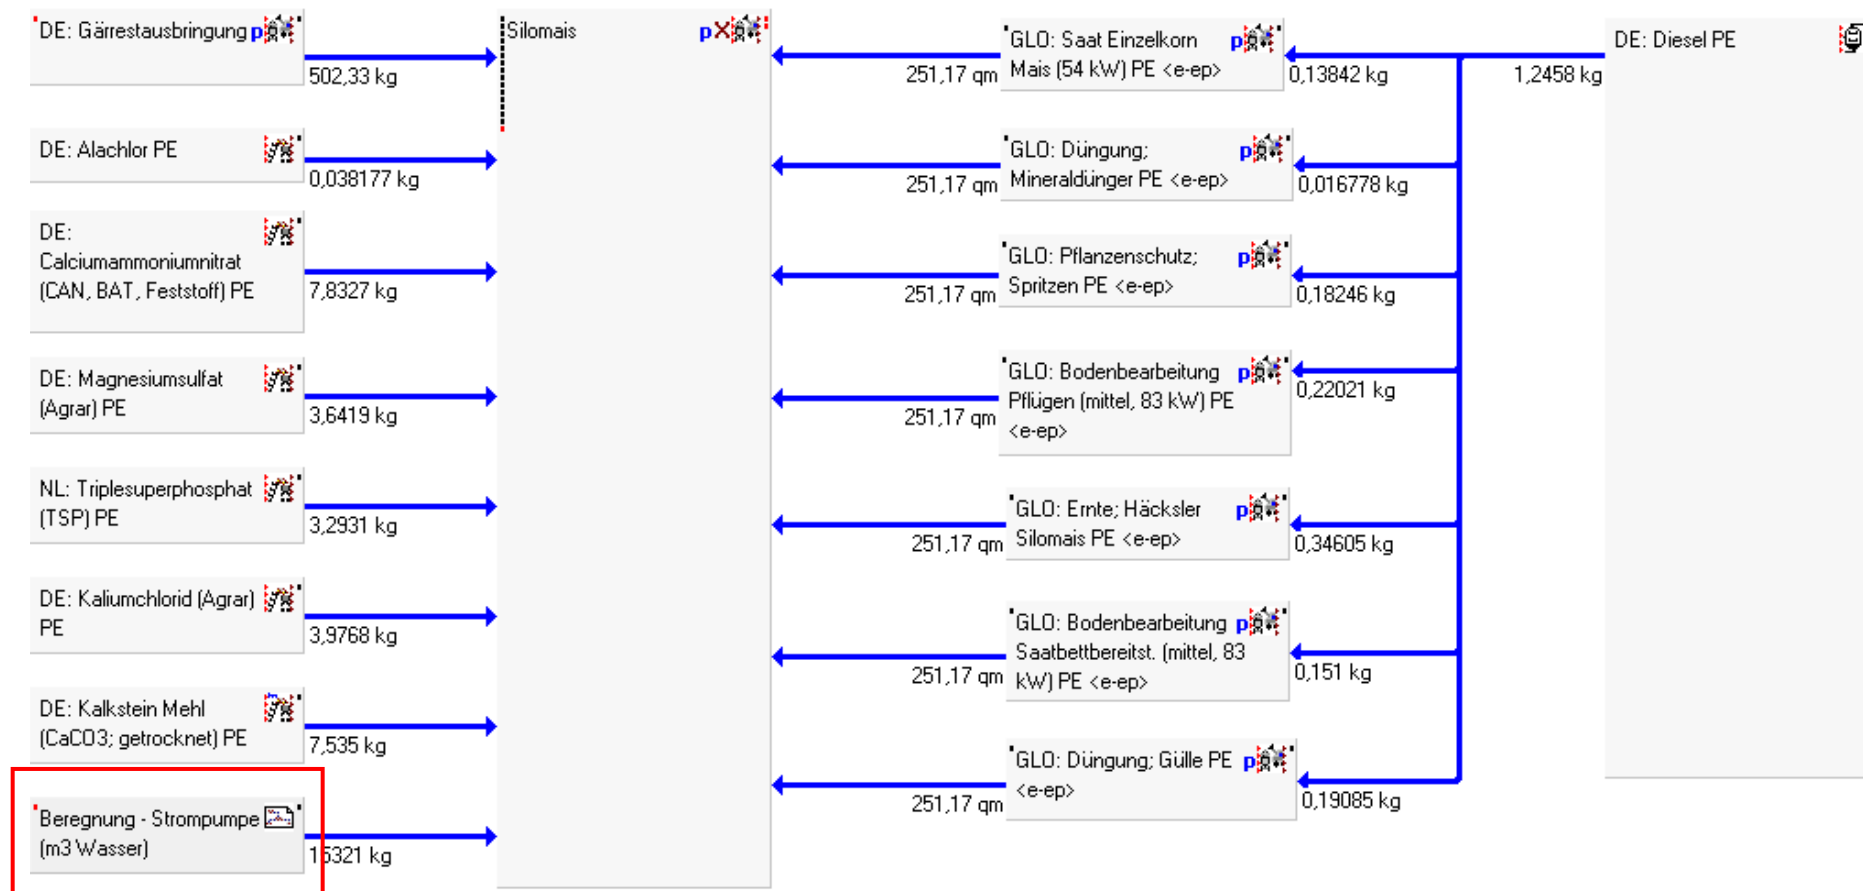 DE: Gärrestausbringung p
502,33 kg
DE: Alachlor PE
0,038177 kg
DE:
Calciumammoniumnitrat
(CAN, BAT, Feststoff) PE
7,8327 kg
DE: Magnesiumsulfat
(Agrar) PE
3,6419 kg
NL: Triplesuperphosphat
(TSP) PE
3,2931 kg
DE: Kaliumchlorid (Agrar)
PE
3,9768 kg
DE: Kalkstein Mehl
(CaCO3; getrocknet) PE
7,535 kg
Beregnung - Strompumpe
(m3 Wasser)
15321 kg
Silomais pX
GLO: Saat Einzelkorn p
Mais (54 kW) PE <e-ep>
251,17 qm
0,13842 kg
GLO: Düngung; p
Mineraldünger PE <e-ep>
251,17 qm
0,016778 kg
GLO: Pflanzenschutz; p
Spritzen PE <e-ep>
251,17 qm
0,18246 kg
GLO: Bodenbearbeitung p
Pflügen (mittel, 83 kW) PE
<e-ep>
251,17 qm
0,22021 kg
GLO: Ernte; Häcksler p
Silomais PE <e-ep>
251,17 qm
0,34605 kg
GLO: Bodenbearbeitung p
Saatbettbereitst. (mittel, 83
kW) PE <e-ep>
251,17 qm
0,151 kg
GLO: Düngung; Gülle PE p
<e-ep>
251,17 qm
0,19085 kg
DE: Diesel PE
1,2458 kg